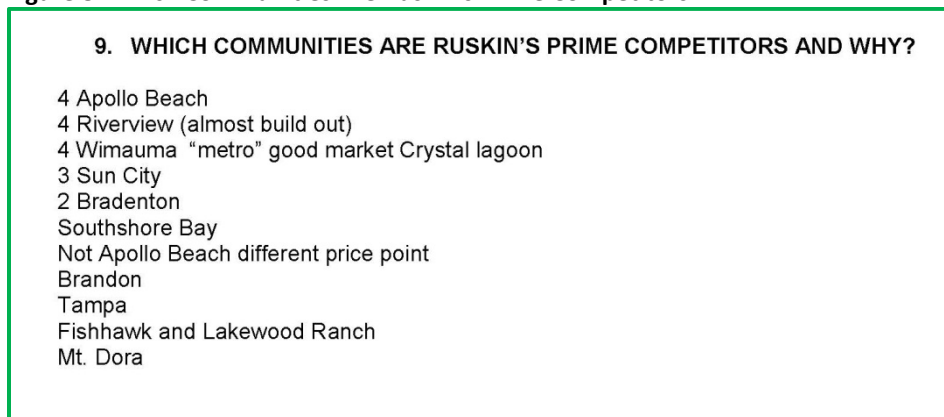 9. WHICH COMMUNITIES ARE RUSKIN'S PRIME COMPETITORS AND WHY?
4 Apollo Beach
4 Riverview (almost build out)
4 Wimauma “metro” good market Crystal lagoon
3 Sun City
2 Bradenton
Southshore Bay
Not Apollo Beach different price point
Brandon
Tampa
Fishhawk and Lakewood Ranch
Mt. Dora